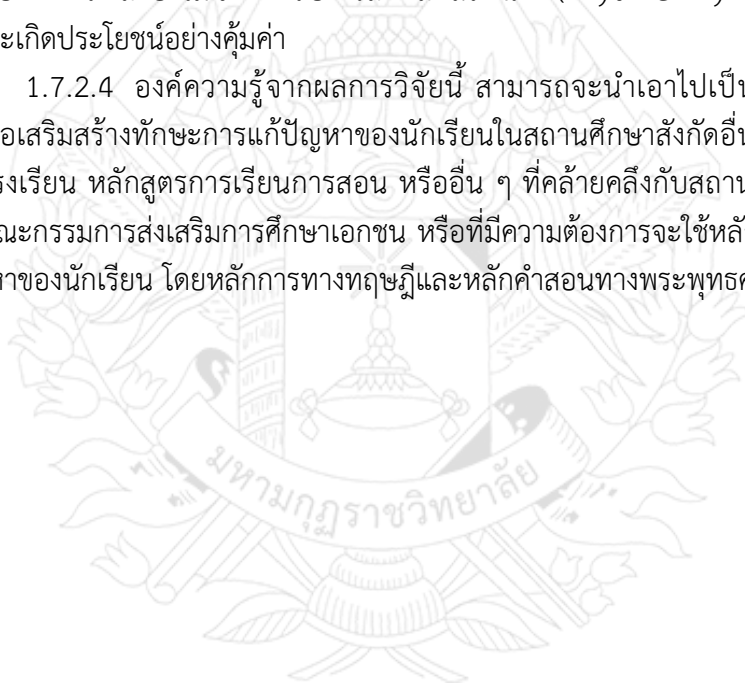 ะเกิดประโยชน์อย่างคุ้มค่า
1.7.2.4 องค์ความรู้จากผลการวิจัยนี้ สามารถจะนำเอาไปเป็น
อเสริมสร้างทักษะการแก้ปัญหาของนักเรียนในสถานศึกษาสังกัดอื่น
รงเรียน หลักสูตรการเรียนการสอน หรืออื่น ๆ ที่คล้ายคลึงกับสถาน
ณะกรรมการส่งเสริมการศึกษาเอกชน หรือที่มีความต้องการจะใช้หลั
หาของนักเรียน โดยหลักการทางทฤษฎีและหลักคำสอนทางพระพุทธศ
มหามกุฏราชวิทยาลัย